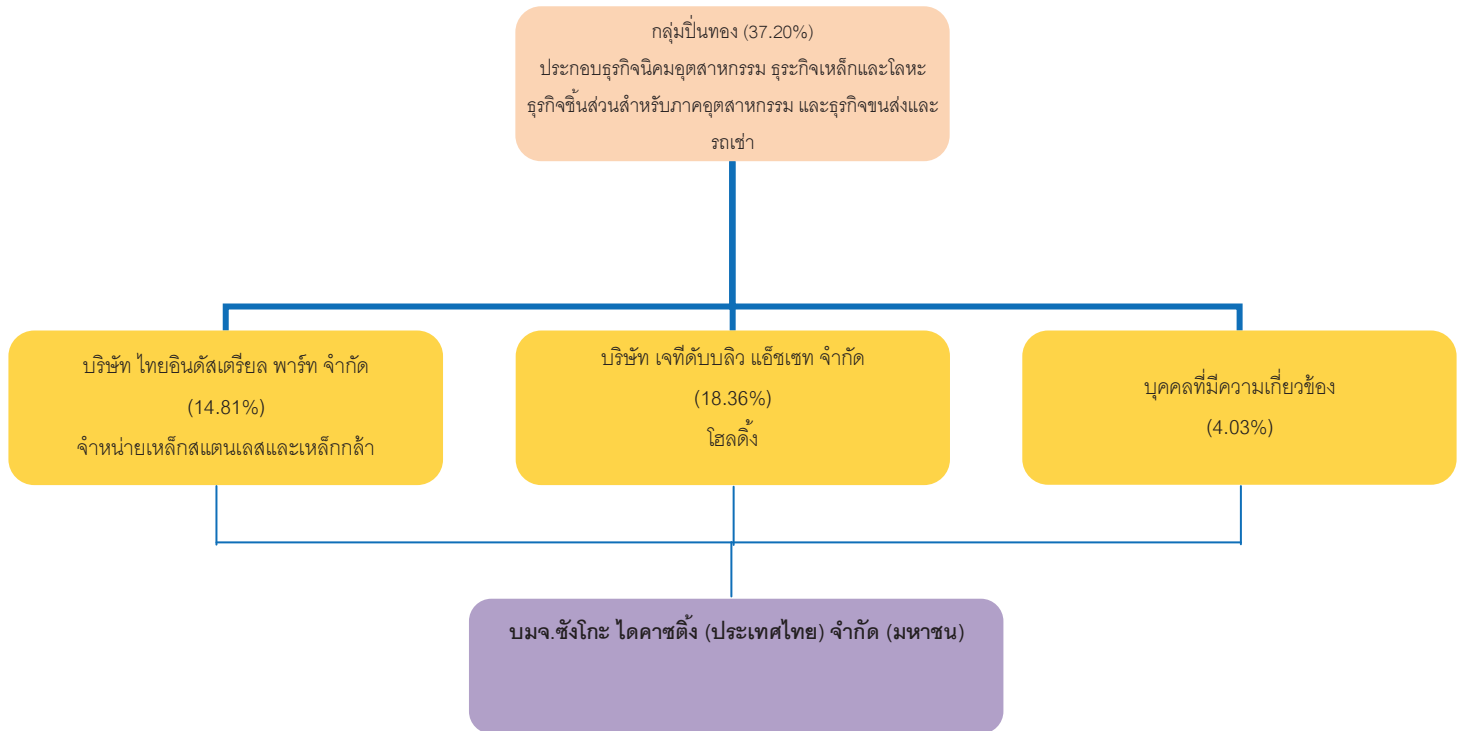 กลุ่มปิ่นทอง (37.20%)
ประกอบธุรกิจนิคมอุตสาหกรรม ธุระกิจเหล็กและโลหะ
ธุรกิจชิ้นส่วนสำหรับภาคอุตสาหกรรม และธุรกิจขนส่งและ
รถเช่า
บริษัท ไทยอินดัสเตรียล พาร์ท จำกัด
(14.81%)
จำหน่ายเหล็กสแตนเลสและเหล็กกล้า
บริษัท เจทีดับบลิว แอ็ชเซท จำกัด
(18.36%)
โฮลดิ้ง
บุคคลที่มีความเกี่ยวข้อง
(4.03%)
บมจ.ซังโกะ ไดคาซติ้ง (ประเทศไทย) จำกัด (มหาชน)